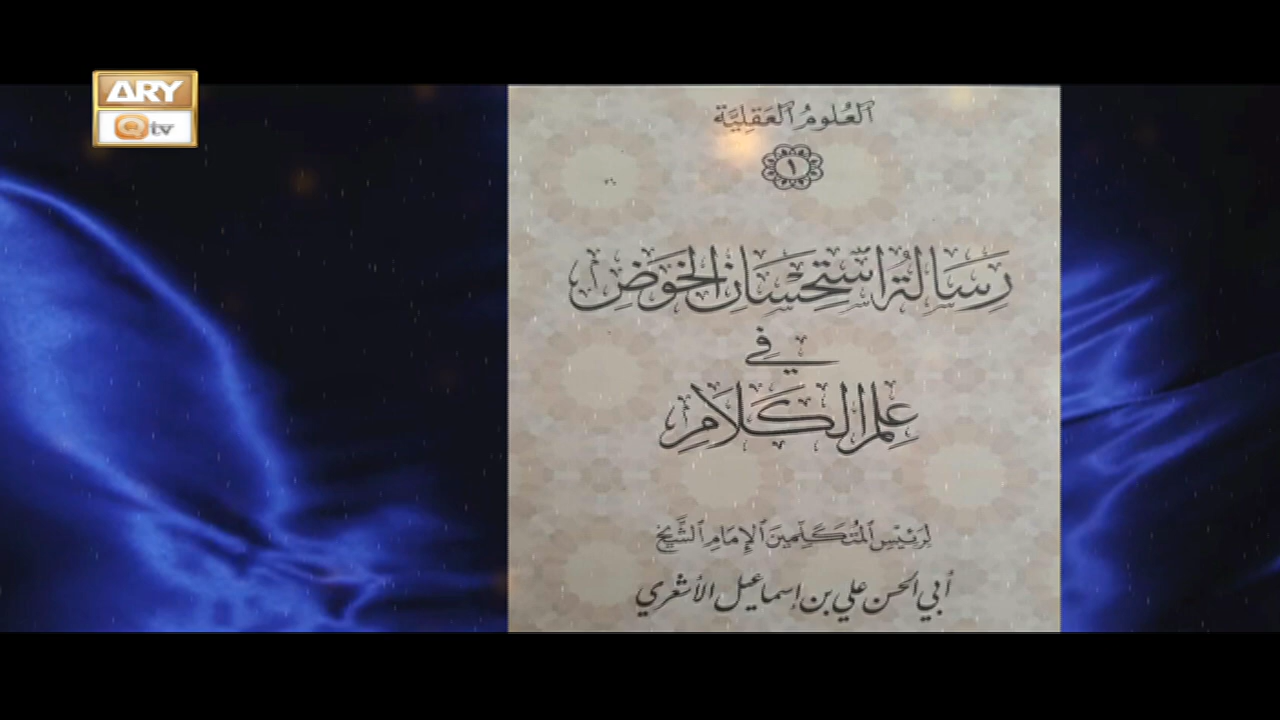 ARY
Qtv
العلوم العقلية
١
رسالة استحسان الخوض
في
علم الكلام
لرئيس المتكلمين الإمام الشيخ
أبي الحسن علي بن إسماعيل الأشعري